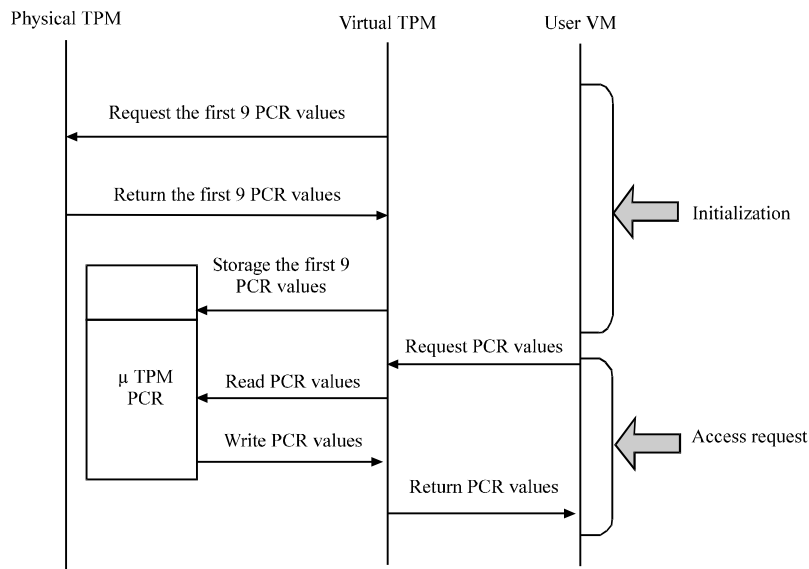 Physical TPM
Virtual TPM
User VM
Request the first 9 PCR values
Return the first 9 PCR values
Initialization
Storage the first 9
PCR values
Request PCR values
µ TPM
PCR
Read PCR values
Write PCR values
Access request
Return PCR values